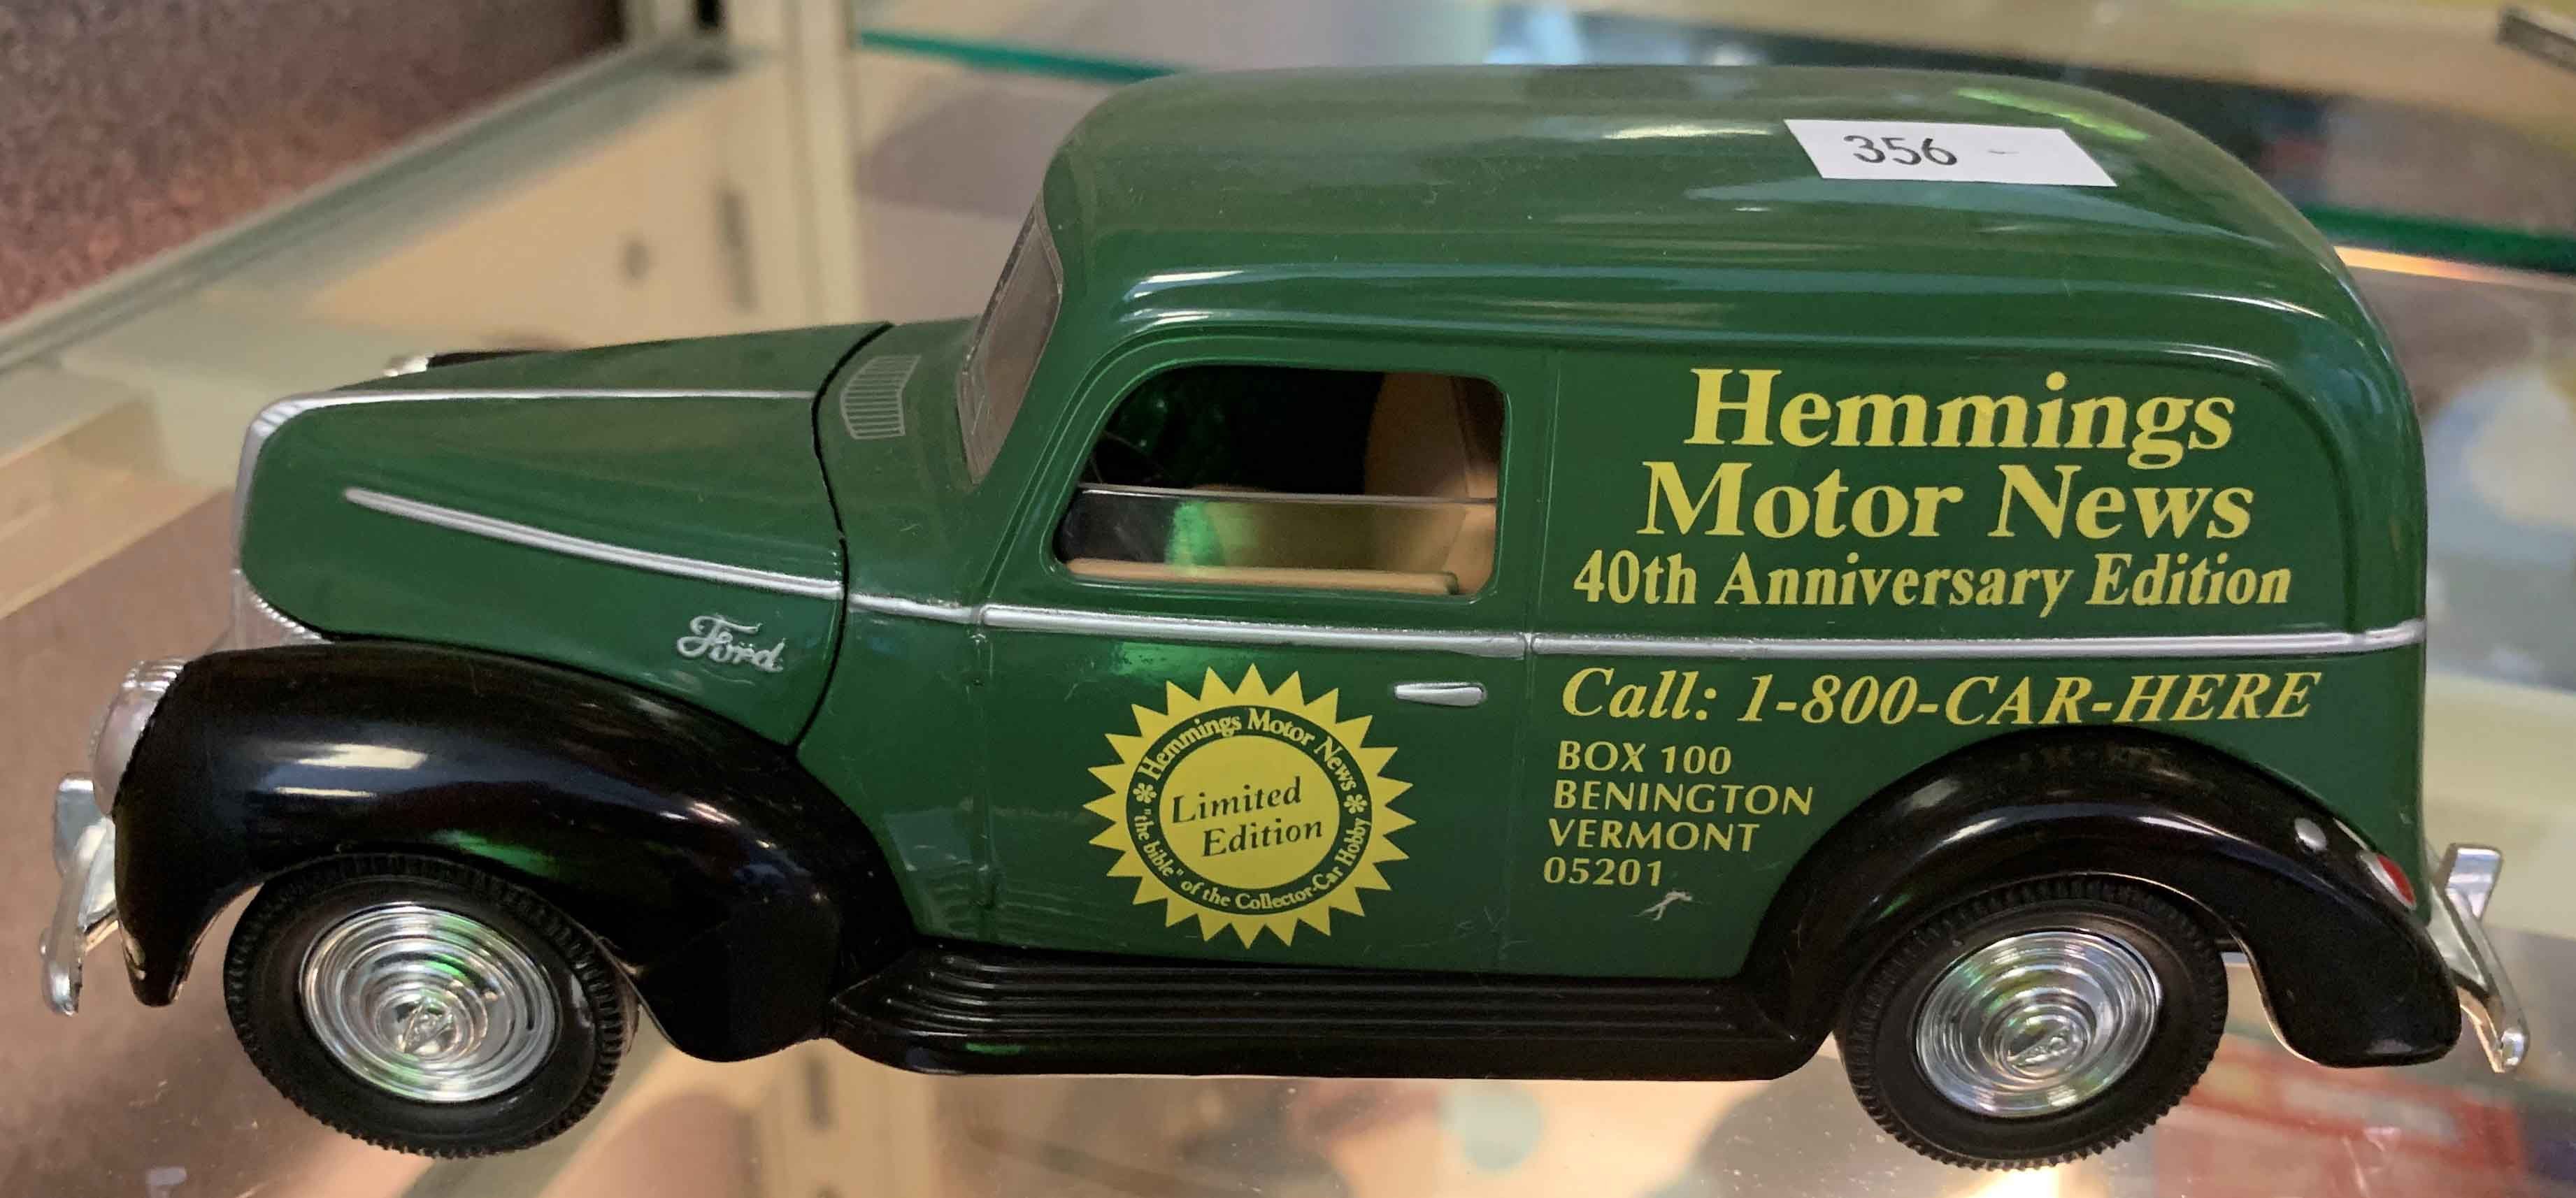 356 -
Hemmings
Motor News
40th Anniversary Edition
Ford
Call: 1-800-CAR-HERE
BOX 100
BENINGTON
VERMONT
05201
Hemmings Motor News
Limited
Edition
"the bible" of the Collector-Car Hobby